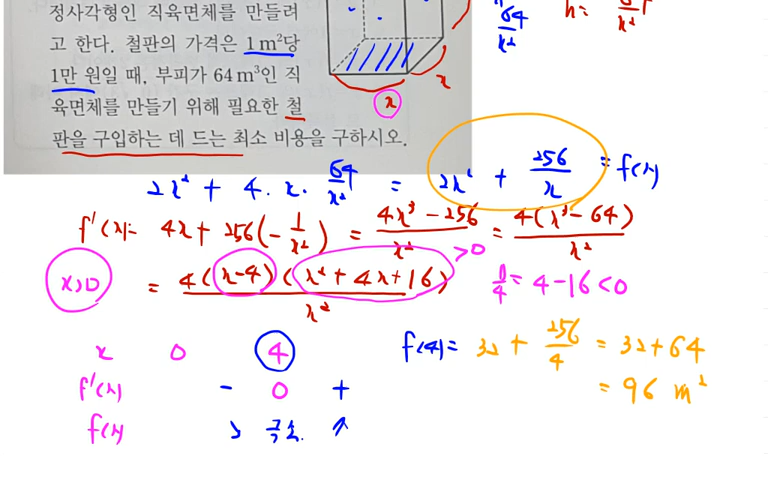 정사각형인 직육면체를 만들려
고 한다. 철판의 가격은 1 m²당
1만 원일 때, 부피가 64 m³인 직
육면체를 만들기 위해 필요한 철
판을 구입하는 데 드는 최소 비용을 구하시오.
x
x
64/x²
2x² + 4·x·64/x² = 2x² + 256/x = f(x)
f'(x) = 4x + 256(-1/x²) = (4x³-256)/x² = 4(x³-64)/x²
x>0 = 4(x-4)(x²+4x+16)/x² >0 D/4 = 4-16<0
x 0 4
f'(x) - 0 +
f(x) ↘ 극소 ↗
f(4) = 32 + 256/4 = 32+64
= 96 m²